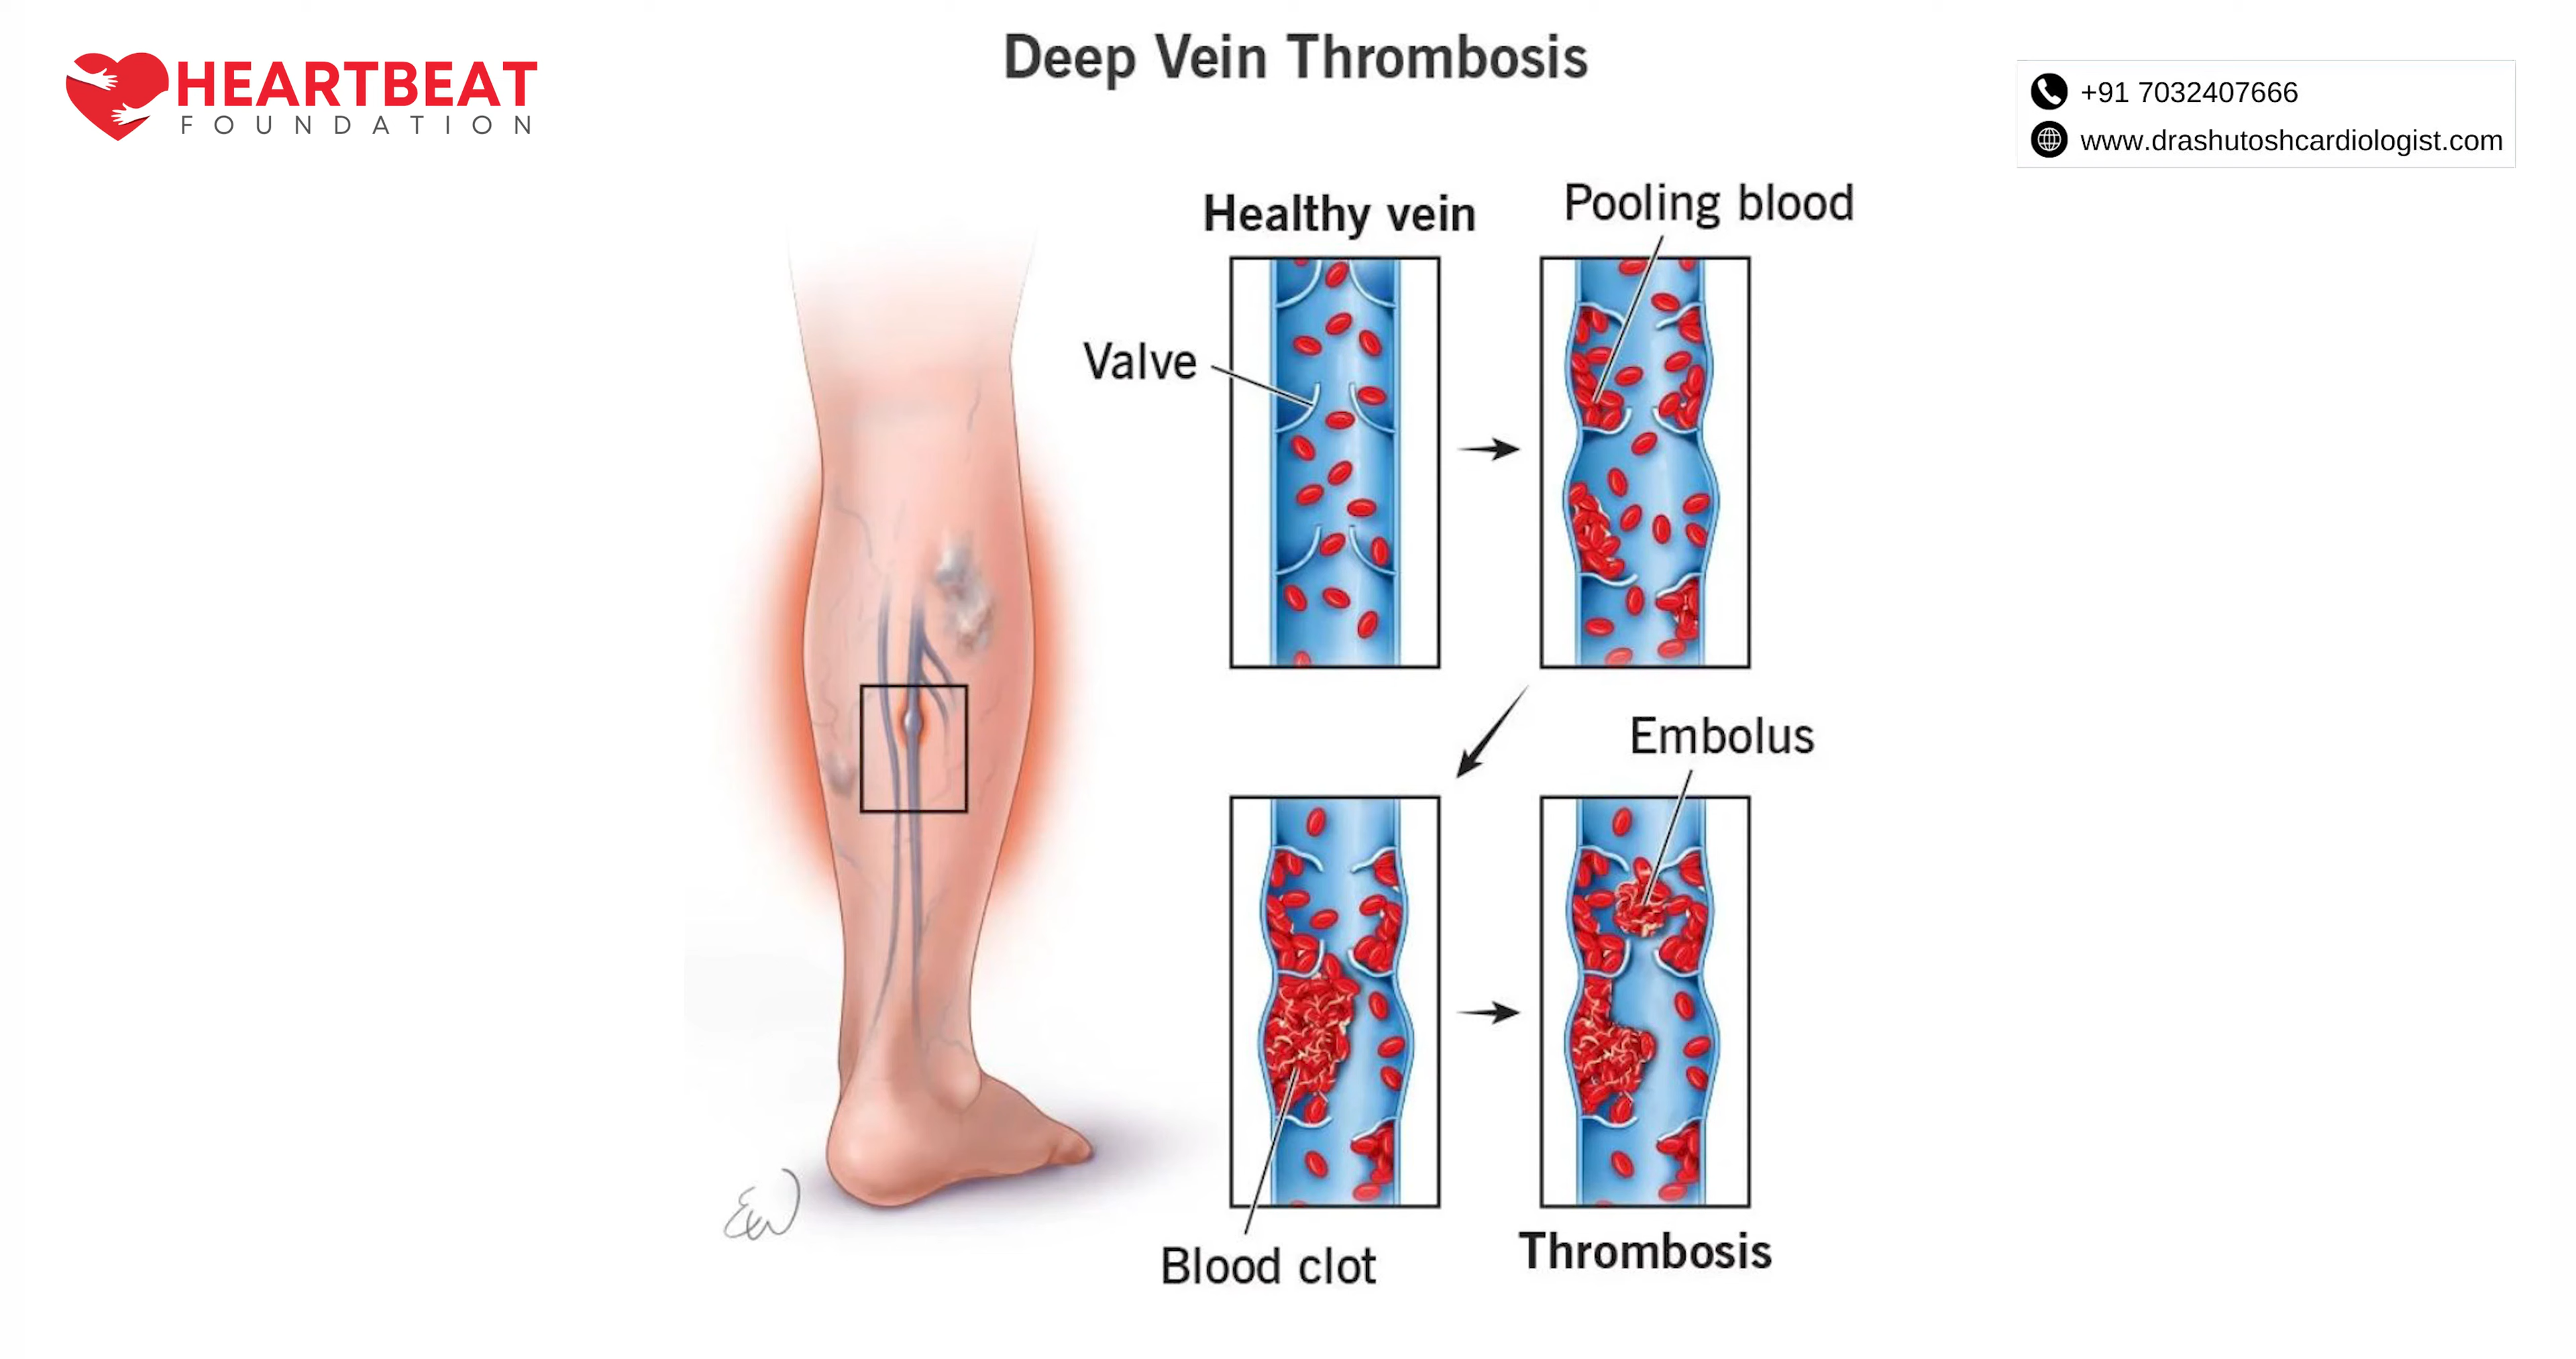 Deep Vein Thrombosis
HEARTBEAT
FOUNDATION
+91 7032407666
www.drashutoshcardiologist.com
Healthy vein
Pooling blood
Valve
Embolus
Blood clot
Thrombosis